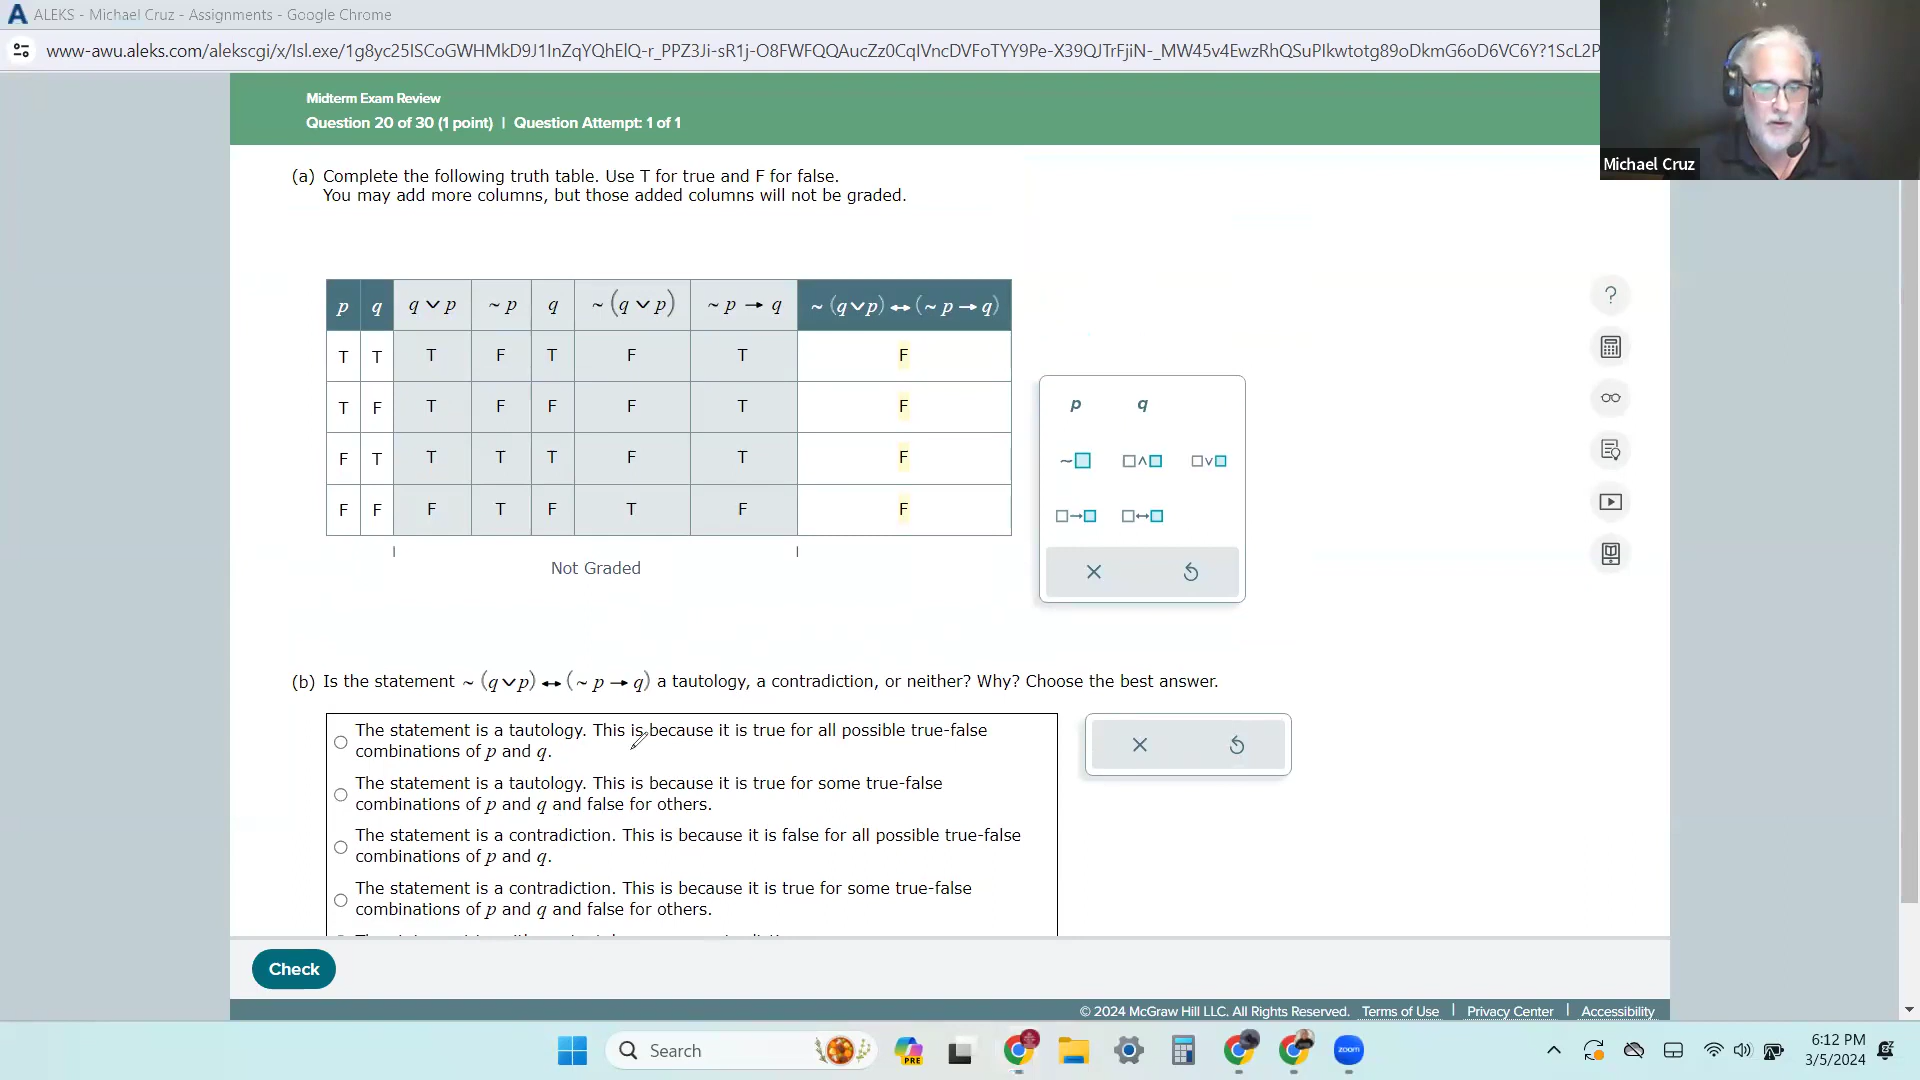 ALEKS - Michael Cruz - Assignments - Google Chrome
www-awu.aleks.com/alekscgi/x/Isl.exe/1g8yc25ISCoGWHMkD9J1InZqYQhElQ-r_PPZ3Ji-sR1j-O8FWFQQAucZz0CqIVncDVFoTYY9Pe-X39QJTrFjiN-_MW45v4EwzRhQSuPIkwtotg89oDkmG6oD6VC6Y?1ScL2P
Michael Cruz
Midterm Exam Review
Question 20 of 30 (1 point) | Question Attempt: 1 of 1
(a) Complete the following truth table. Use T for true and F for false.
You may add more columns, but those added columns will not be graded.
p q q ∨ p ~ p q ~ (q ∨ p) ~ p → q ~ (q ∨ p) ↔ (~ p → q)
T T T F T F T F
T F T F F F T F
F T T T T F T F
F F F T F T F F
Not Graded
p q
~□ □∧□ □∨□
□→□ □↔□
(b) Is the statement ~ (q ∨ p) ↔ (~ p → q) a tautology, a contradiction, or neither? Why? Choose the best answer.
The statement is a tautology. This is because it is true for all possible true-false
combinations of p and q.
The statement is a tautology. This is because it is true for some true-false
combinations of p and q and false for others.
The statement is a contradiction. This is because it is false for all possible true-false
combinations of p and q.
The statement is a contradiction. This is because it is true for some true-false
combinations of p and q and false for others.
Check
© 2024 McGraw Hill LLC. All Rights Reserved. Terms of Use | Privacy Center | Accessibility
Search
PRE
zoom
6:12 PM
3/5/2024